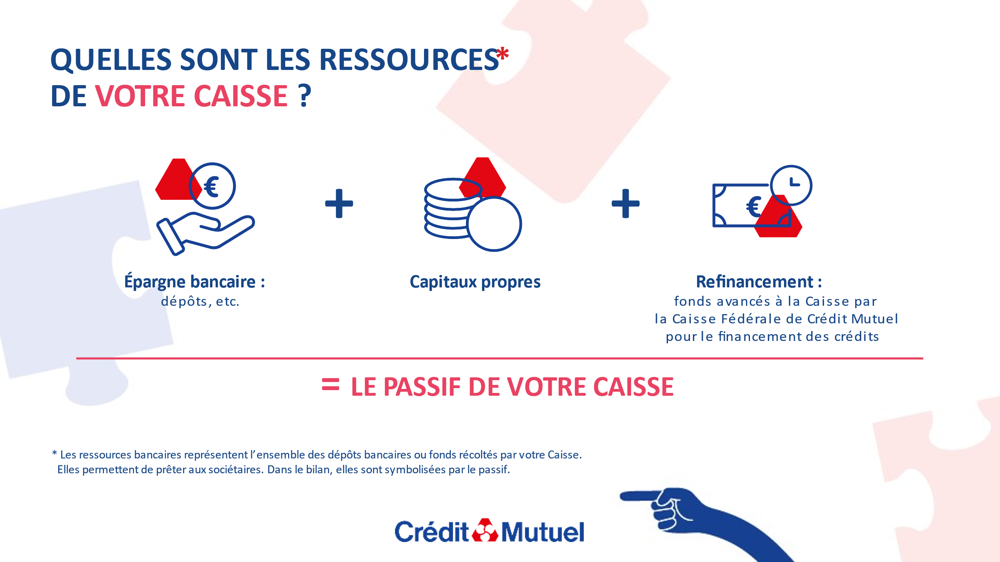 QUELLES SONT LES RESSOURCES*
DE VOTRE CAISSE ?
€
+
+
€
Épargne bancaire :
dépôts, etc.
Capitaux propres
Refinancement :
fonds avancés à la Caisse par
la Caisse Fédérale de Crédit Mutuel
pour le financement des crédits
= LE PASSIF DE VOTRE CAISSE
* Les ressources bancaires représentent l’ensemble des dépôts bancaires ou fonds récoltés par votre Caisse.
Elles permettent de prêter aux sociétaires. Dans le bilan, elles sont symbolisées par le passif.
Crédit Mutuel